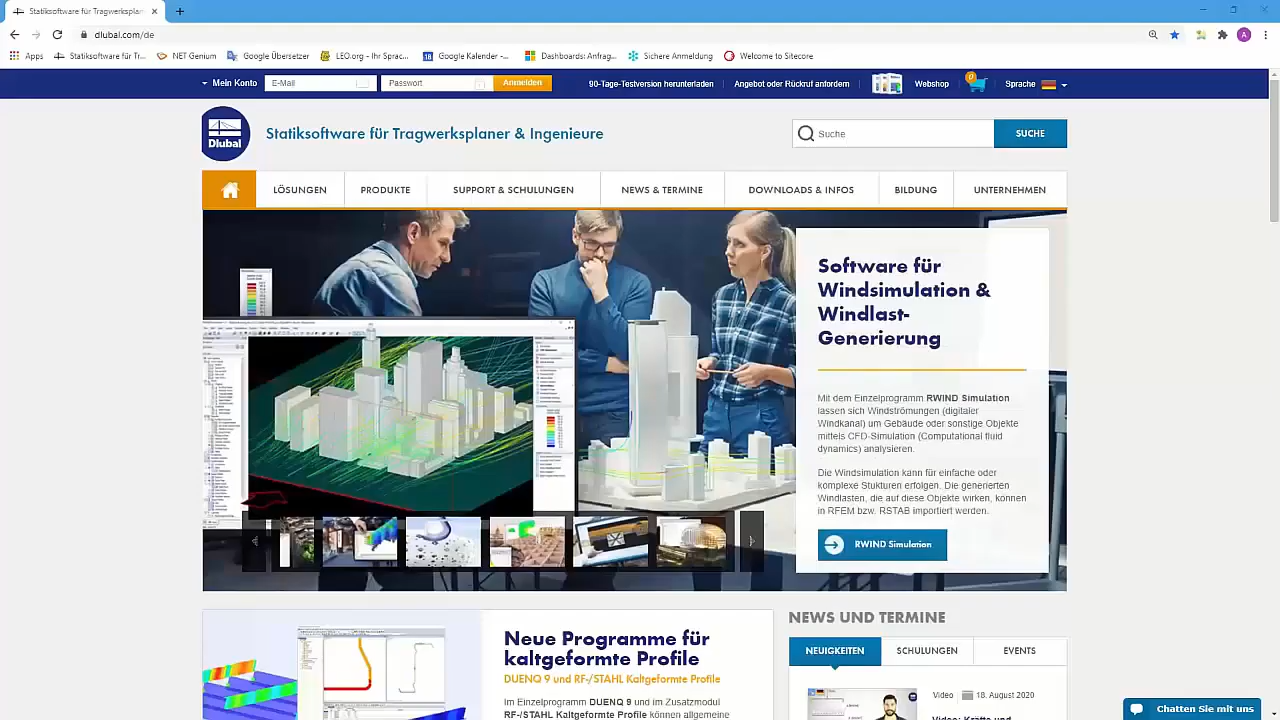 Statiksoftware für Tragwerksplan
dlubal.com/de
Apps
Statiksoftware für Tr...
NET Genium
Google Übersetzer
LEO.org - Ihr Sprac...
Google Kalender -...
Dashboards: Anfrag...
Sichere Anmeldung
Welcome to Sitecore
Mein Konto
E-Mail
Passwort
Anmelden
90-Tage-Testversion herunterladen
Angebot oder Rückruf anfordern
Webshop
0
Sprache
Dlubal
Statiksoftware für Tragwerksplaner & Ingenieure
Suche
SUCHE
LÖSUNGEN
PRODUKTE
SUPPORT & SCHULUNGEN
NEWS & TERMINE
DOWNLOADS & INFOS
BILDUNG
UNTERNEHMEN
Software für
Windsimulation &
Windlast-
Generierung
Mit dem Einzelprogramm RWIND Simulation
lassen sich Windströmungen (digitaler
Windkanal) um Gebäude oder sonstige Objekte
mittels CFD-Simulation (Computational fluid
dynamics) analysieren.
Die Windsimulation kann für einfache oder
komplexe Stukturen erfolgen. Die generierten
Windlasten, die auf diese Objekte wirken, können
in RFEM bzw. RSTAB importiert werden.
RWIND Simulation
Neue Programme für
kaltgeformte Profile
DUENQ 9 und RF-/STAHL Kaltgeformte Profile
Im Einzelprogramm DUENQ 9 und im Zusatzmodul
RF-/STAHL Kaltgeformte Profile können allgemeine
NEWS UND TERMINE
NEUIGKEITEN
SCHULUNGEN
EVENTS
Video
18. August 2020
Video: Kräfte und
Chatten Sie mit uns